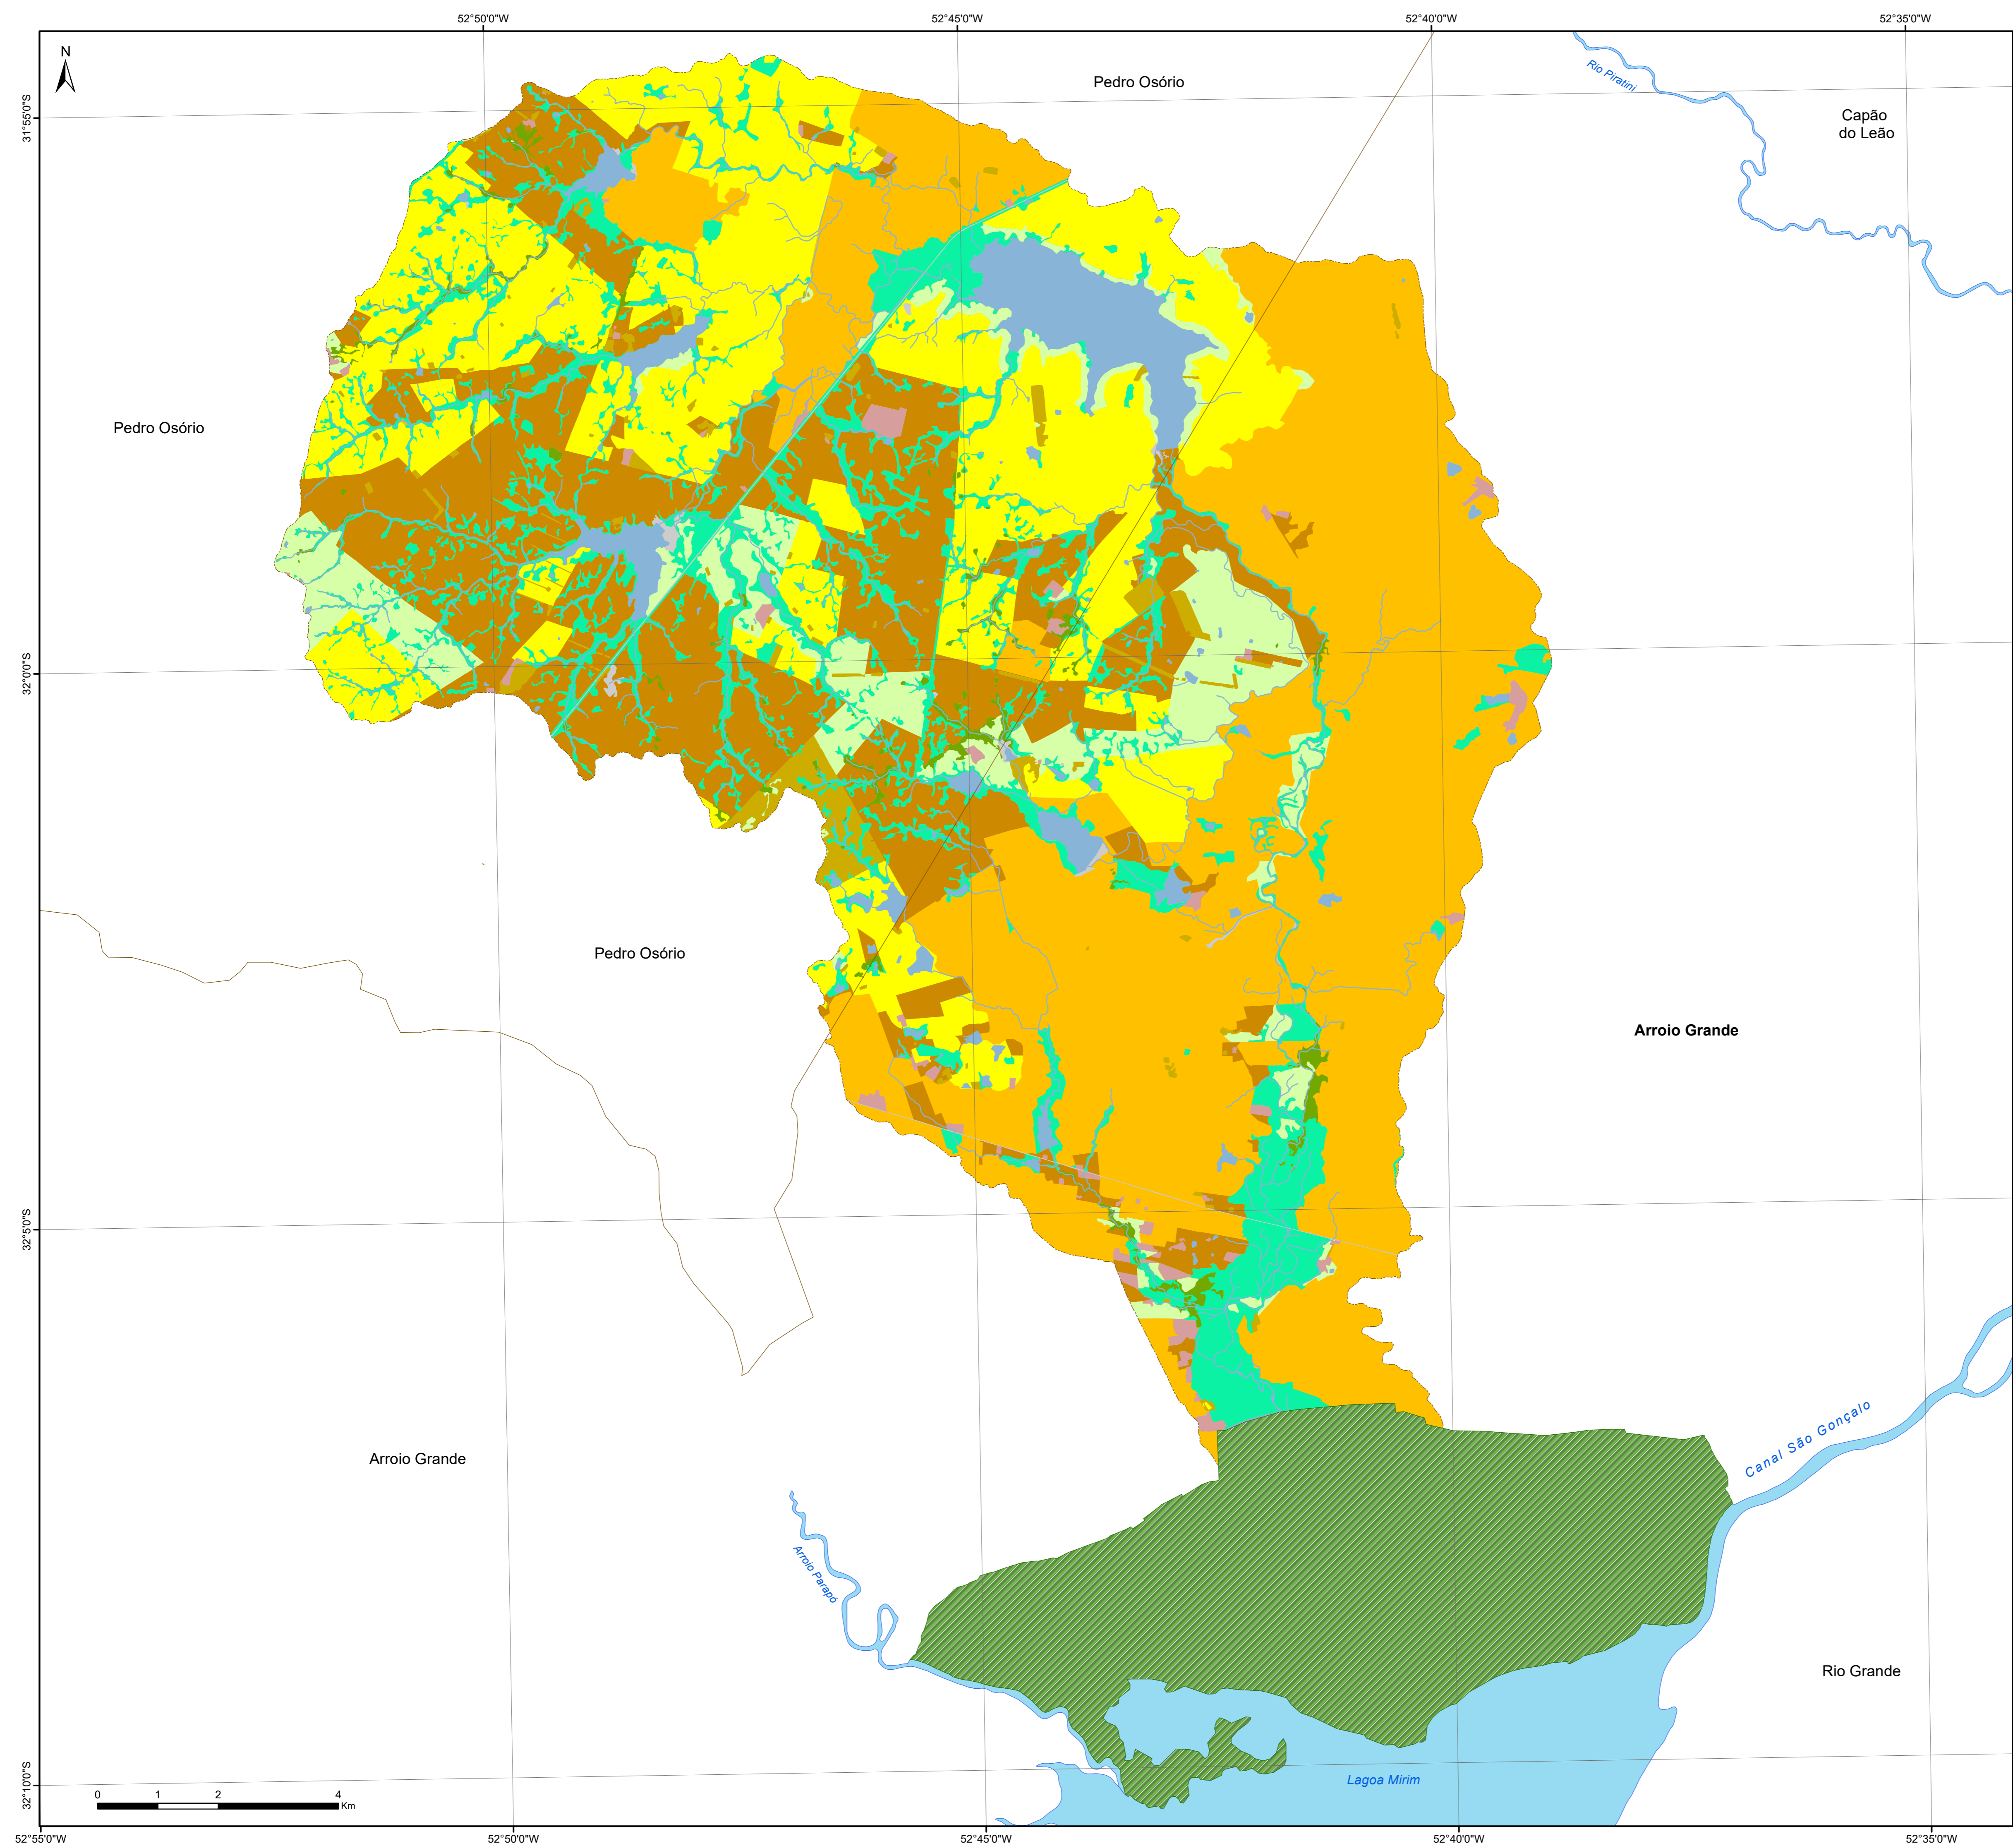 52°50'0"W
52°45'0"W
52°40'0"W
52°35'0"W
N
Pedro Osório
Rio Piratini
Capão
do Leão
31°55'0"S
Pedro Osório
32°0'0"S
Pedro Osório
Arroio Grande
32°5'0"S
Arroio Grande
Canal São Gonçalo
Arroio Parapó
Rio Grande
Lagoa Mirim
32°10'0"S
0 1 2 4
Km
52°55'0"W
52°50'0"W
52°45'0"W
52°40'0"W
52°35'0"W